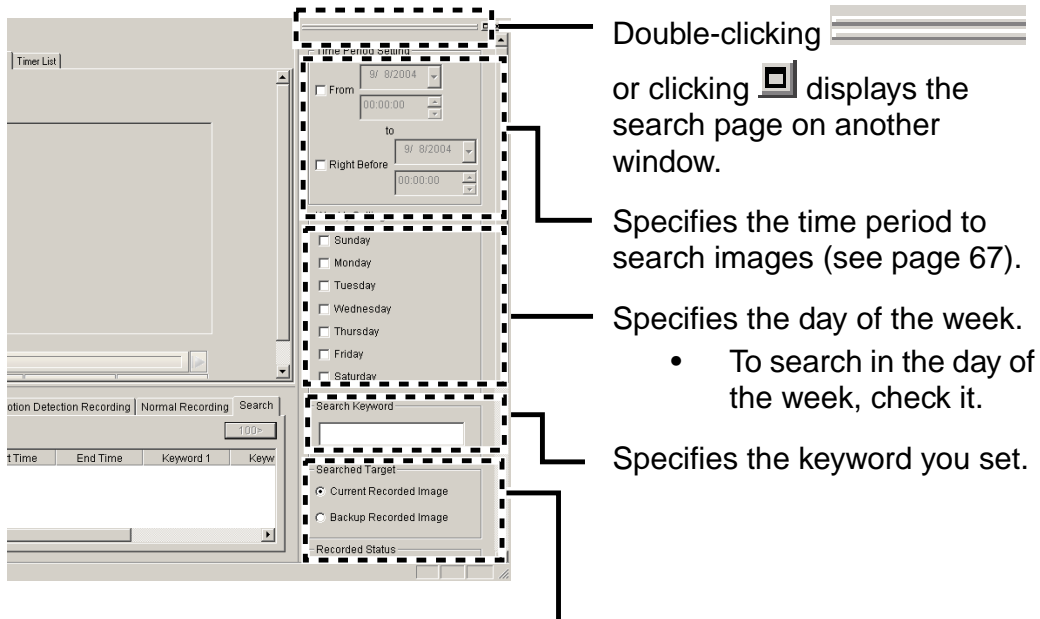 Timer List
Time Period Setting
From
9/ 8/2004
00:00:00
to
Right Before
9/ 8/2004
00:00:00
Sunday
Monday
Tuesday
Wednesday
Thursday
Friday
Saturday
Detection Recording
Normal Recording
Search
100>
Time
End Time
Keyword 1
Keyw
Search Keyword
Searched Target
Current Recorded Image
Backup Recorded Image
Recorded Status
Double-clicking
or clicking displays the
search page on another
window.
Specifies the time period to
search images (see page 67).
Specifies the day of the week.
• To search in the day of
the week, check it.
Specifies the keyword you set.